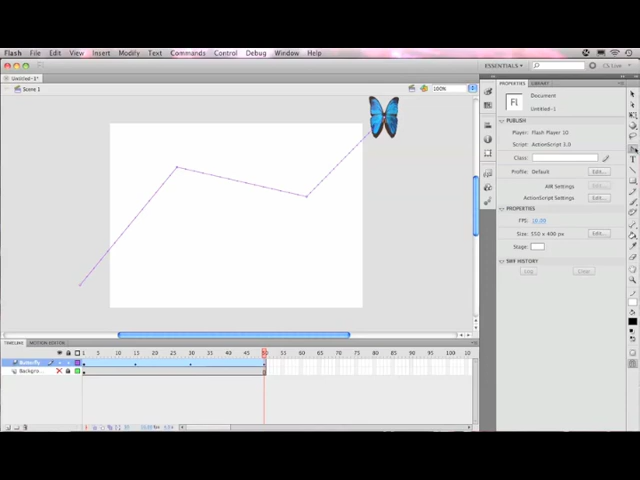 Flash File Edit View Insert Modify Text Commands Control Debug Window Help
Untitled-1*
ESSENTIALS
CS Live
Scene 1
100%
PROPERTIES LIBRARY
Document
Untitled-1
PUBLISH
Player: Flash Player 10
Script: ActionScript 3.0
Class:
Profile: Default Edit...
AIR Settings
ActionScript Settings Edit...
PROPERTIES
FPS:
Size: 550 x 400 px Edit...
Stage:
SWF HISTORY
Log Clear
TIMELINE MOTION EDITOR
1 5 10 15 20 25 30 35 40 45 50 55 60 65 70 75 80 85 90 95 100 10
Butterfly
Backgro...